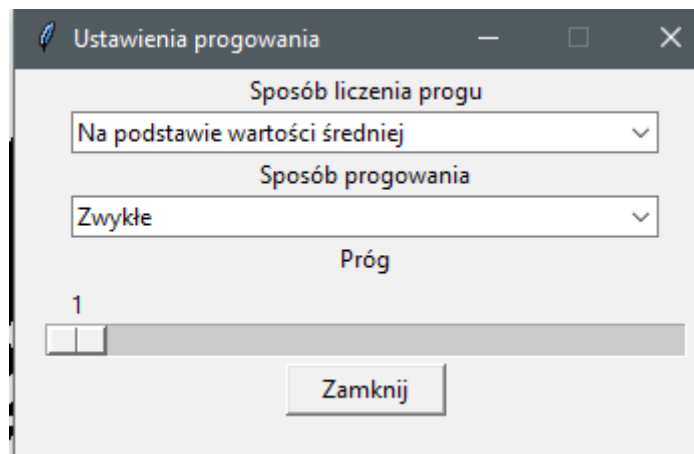 Ustawienia progowania
Sposób liczenia progu
Na podstawie wartości średniej
Sposób progowania
Zwykłe
Próg
1
Zamknij